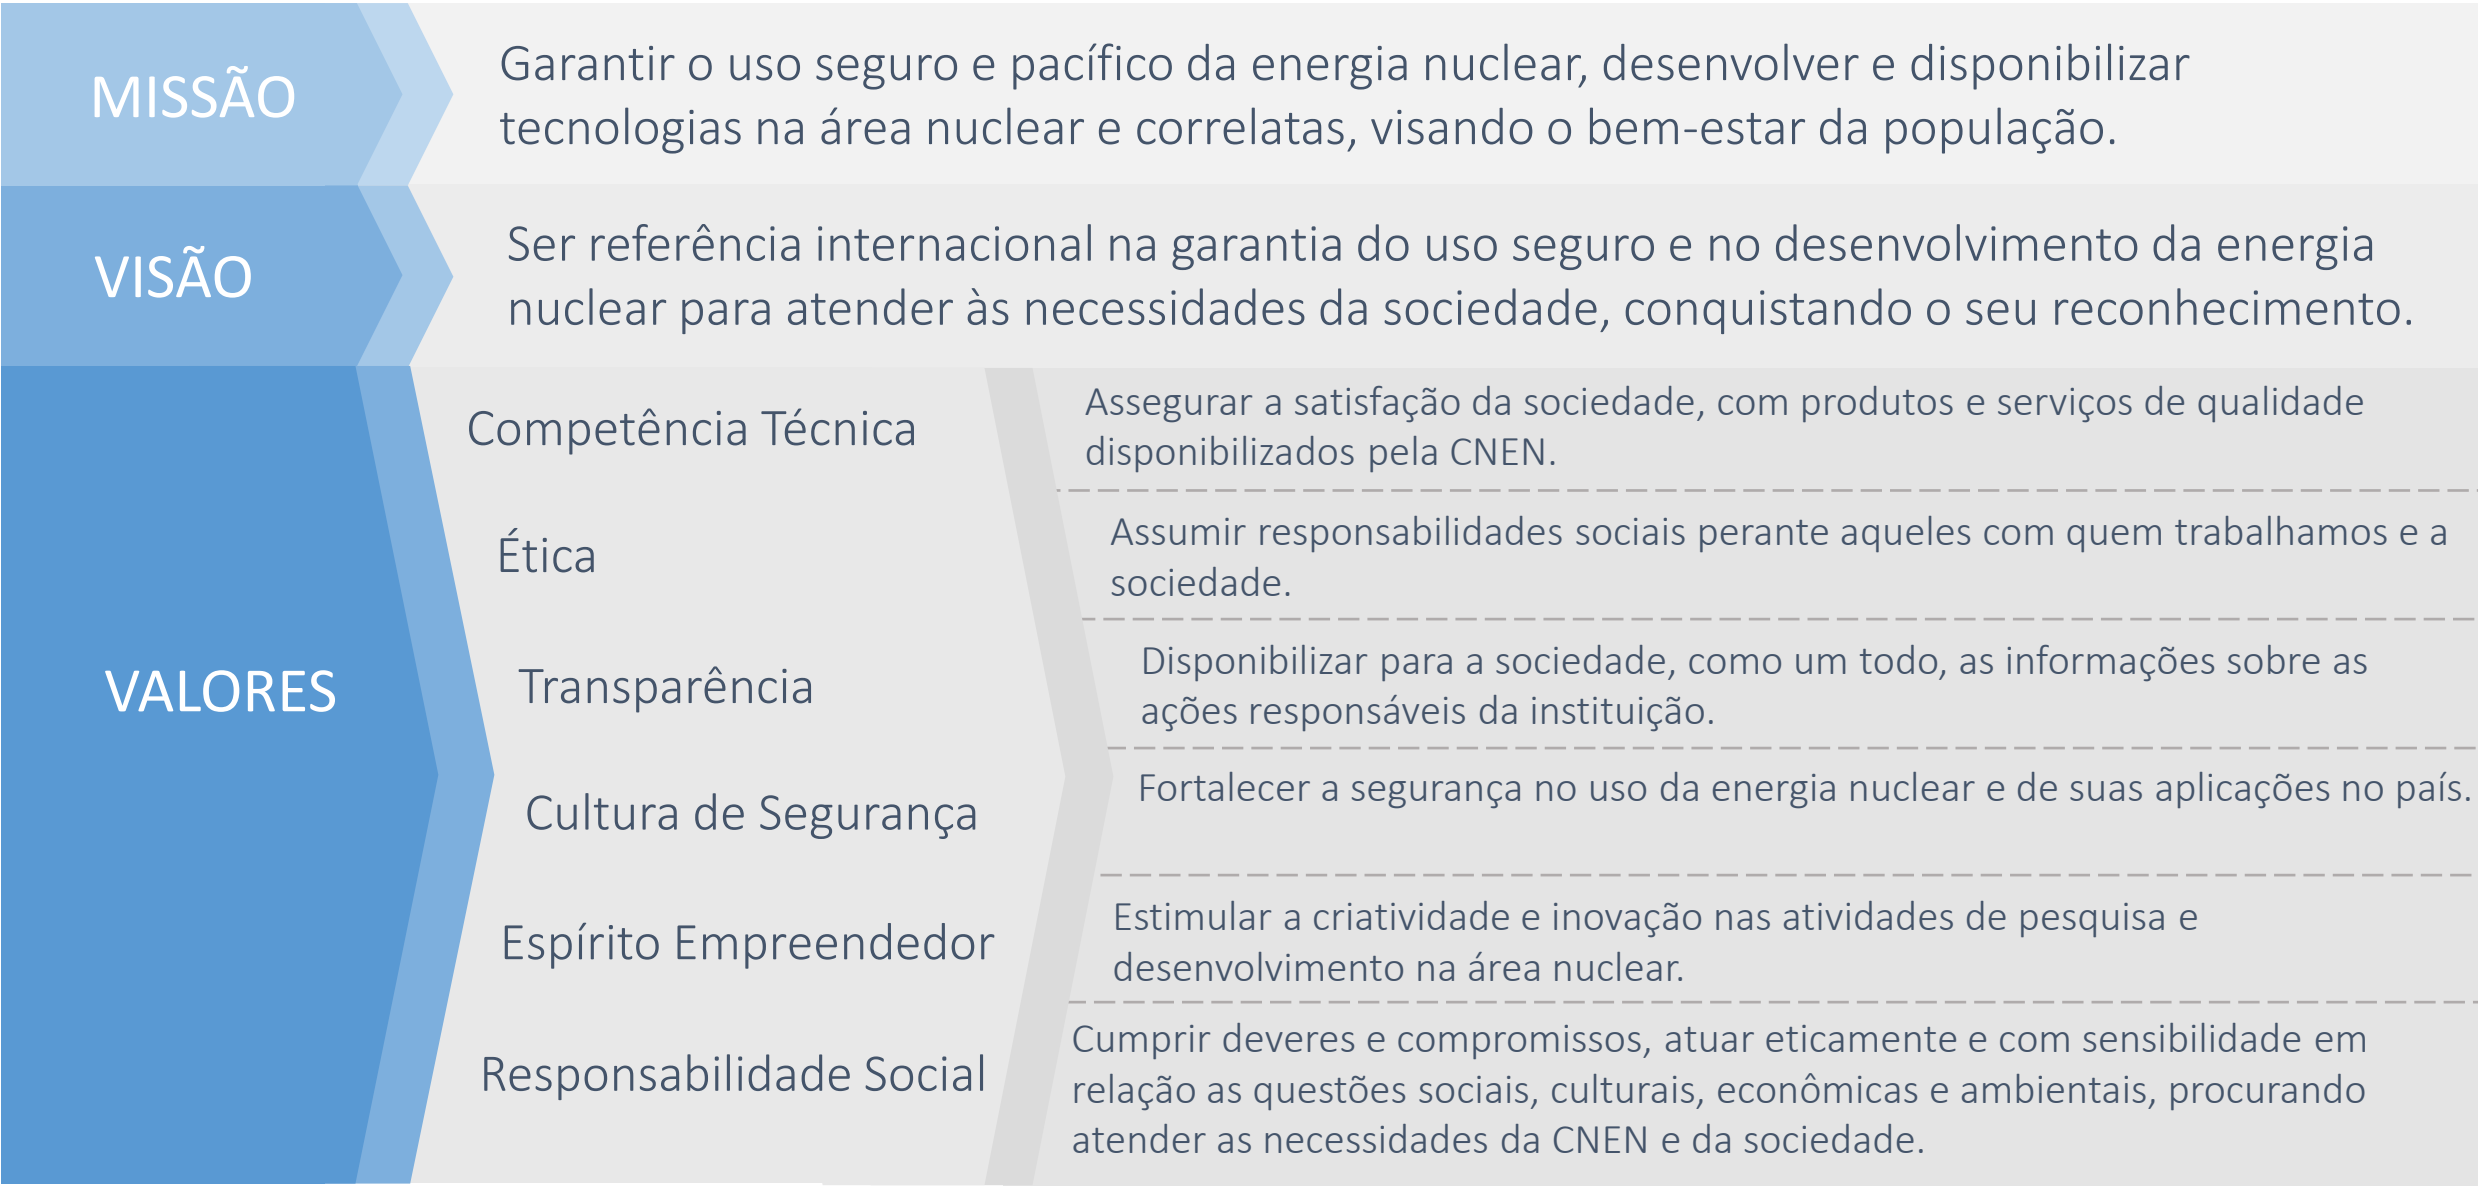 MISSÃO
Garantir o uso seguro e pacífico da energia nuclear, desenvolver e disponibilizar
tecnologias na área nuclear e correlatas, visando o bem-estar da população.
VISÃO
Ser referência internacional na garantia do uso seguro e no desenvolvimento da energia
nuclear para atender às necessidades da sociedade, conquistando o seu reconhecimento.
VALORES
Competência Técnica
Assegurar a satisfação da sociedade, com produtos e serviços de qualidade
disponibilizados pela CNEN.
Ética
Assumir responsabilidades sociais perante aqueles com quem trabalhamos e a
sociedade.
Transparência
Disponibilizar para a sociedade, como um todo, as informações sobre as
ações responsáveis da instituição.
Cultura de Segurança
Fortalecer a segurança no uso da energia nuclear e de suas aplicações no país.
Espírito Empreendedor
Estimular a criatividade e inovação nas atividades de pesquisa e
desenvolvimento na área nuclear.
Responsabilidade Social
Cumprir deveres e compromissos, atuar eticamente e com sensibilidade em
relação as questões sociais, culturais, econômicas e ambientais, procurando
atender as necessidades da CNEN e da sociedade.